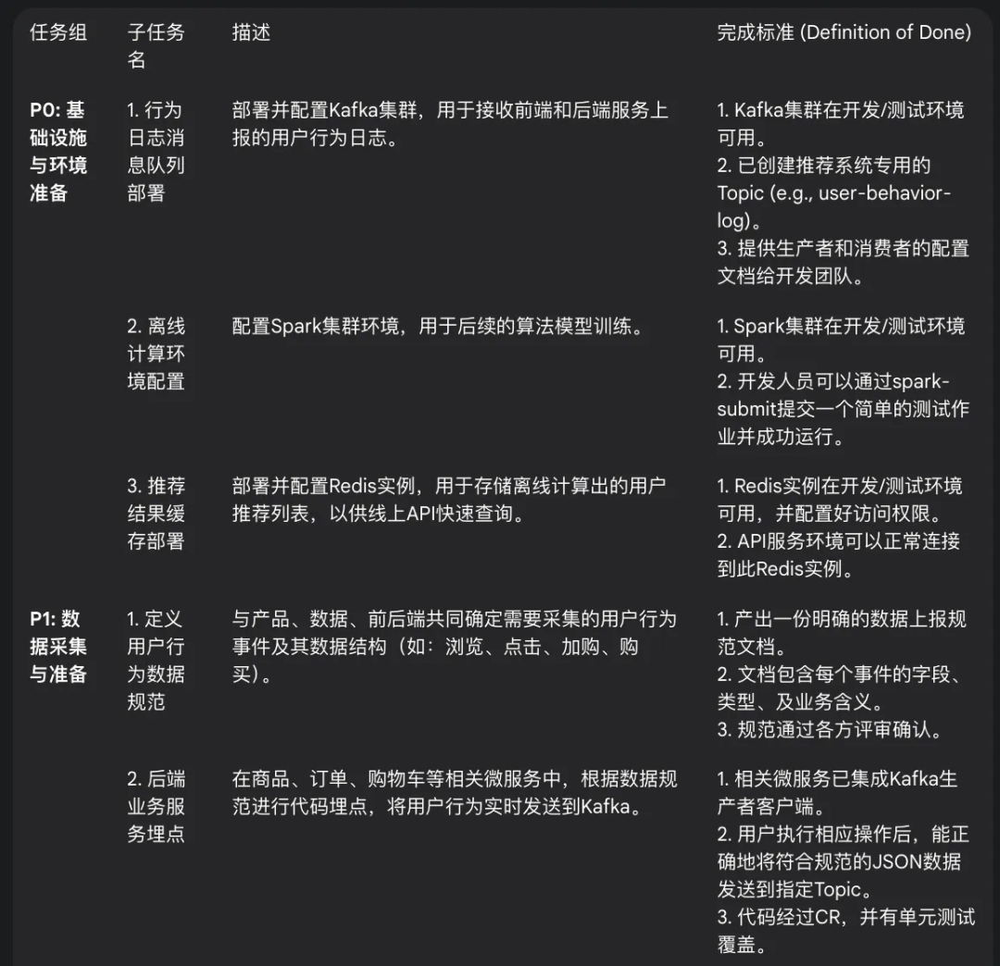 任务组
子任务
名
描述
完成标准 (Definition of Done)
P0: 基
础设施
与环境
准备
1. 行为
日志消
息队列
部署
部署并配置Kafka集群，用于接收前端和后端服务上
报的用户行为日志。
1. Kafka集群在开发/测试环境
可用。
2. 已创建推荐系统专用的
Topic (e.g., user-behavior-
log)。
3. 提供生产者和消费者的配置
文档给开发团队。
2. 离线
计算环
境配置
配置Spark集群环境，用于后续的算法模型训练。
1. Spark集群在开发/测试环境
可用。
2. 开发人员可以通过spark-
submit提交一个简单的测试作
业并成功运行。
3. 推荐
结果缓
存部署
部署并配置Redis实例，用于存储离线计算出的用户
推荐列表，以供线上API快速查询。
1. Redis实例在开发/测试环境
可用，并配置好访问权限。
2. API服务环境可以正常连接
到此Redis实例。
P1: 数
据采集
与准备
1. 定义
用户行
为数据
规范
与产品、数据、前后端共同确定需要采集的用户行为
事件及其数据结构（如：浏览、点击、加购、购
买）。
1. 产出一份明确的数据上报规
范文档。
2. 文档包含每个事件的字段、
类型、及业务含义。
3. 规范通过各方评审确认。
2. 后端
业务服
务埋点
在商品、订单、购物车等相关微服务中，根据数据规
范进行代码埋点，将用户行为实时发送到Kafka。
1. 相关微服务已集成Kafka生
产者客户端。
2. 用户执行相应操作后，能正
确地将符合规范的JSON数据
发送到指定Topic。
3. 代码经过CR，并有单元测试
覆盖。